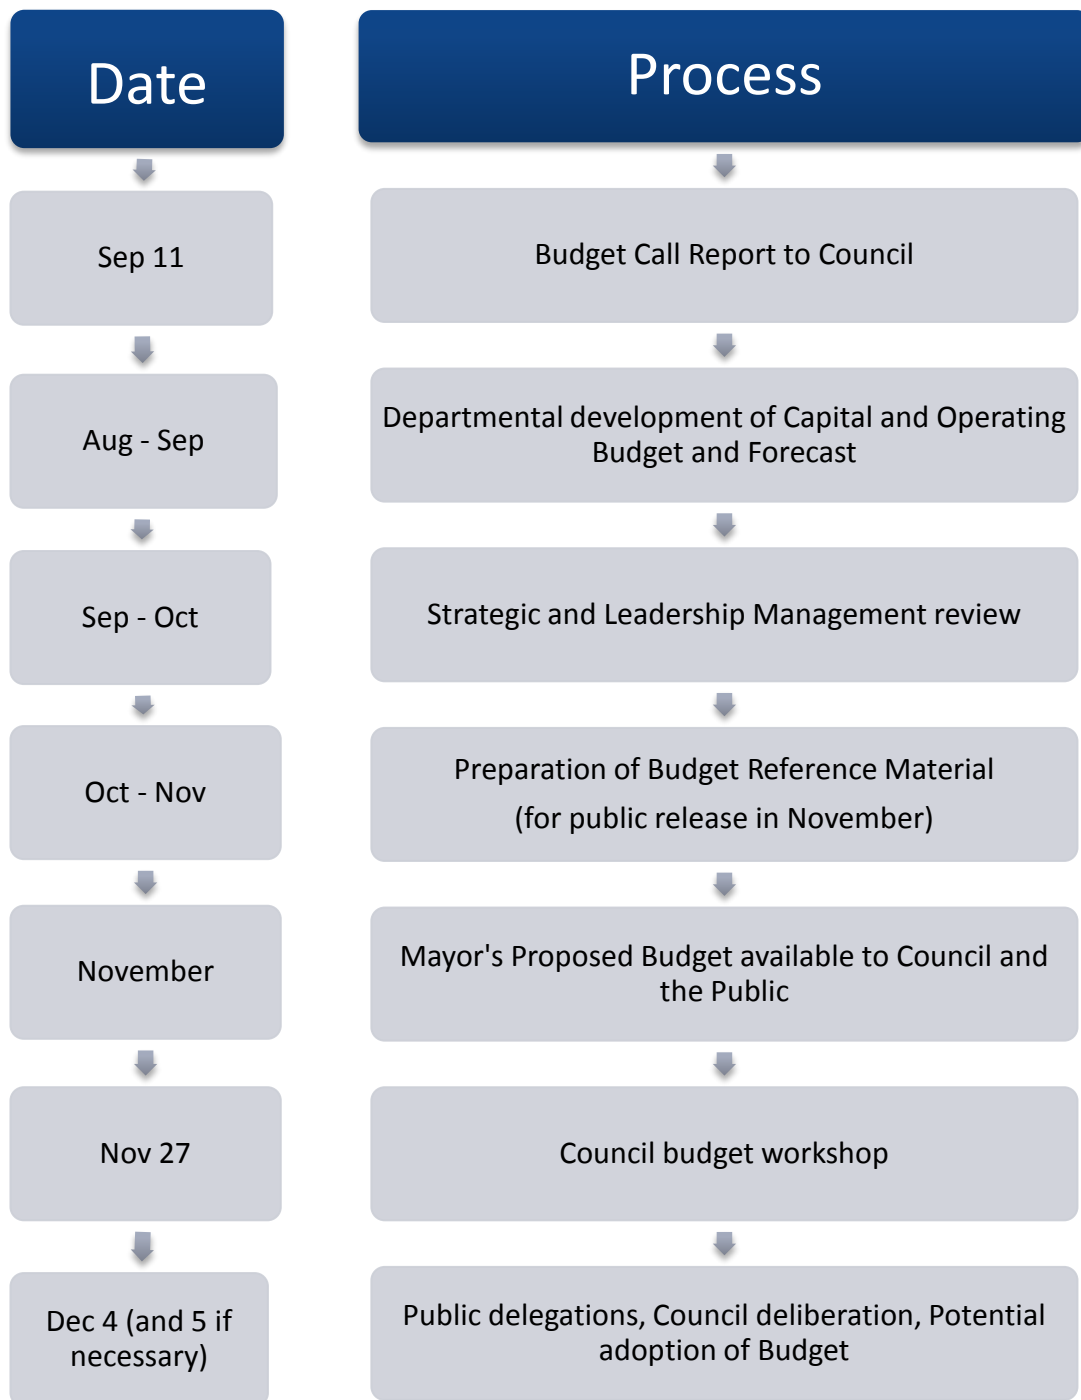 Date
Process
Sep 11
Budget Call Report to Council
Aug - Sep
Departmental development of Capital and Operating
Budget and Forecast
Sep - Oct
Strategic and Leadership Management review
Oct - Nov
Preparation of Budget Reference Material
(for public release in November)
November
Mayor's Proposed Budget available to Council and
the Public
Nov 27
Council budget workshop
Dec 4 (and 5 if
necessary)
Public delegations, Council deliberation, Potential
adoption of Budget